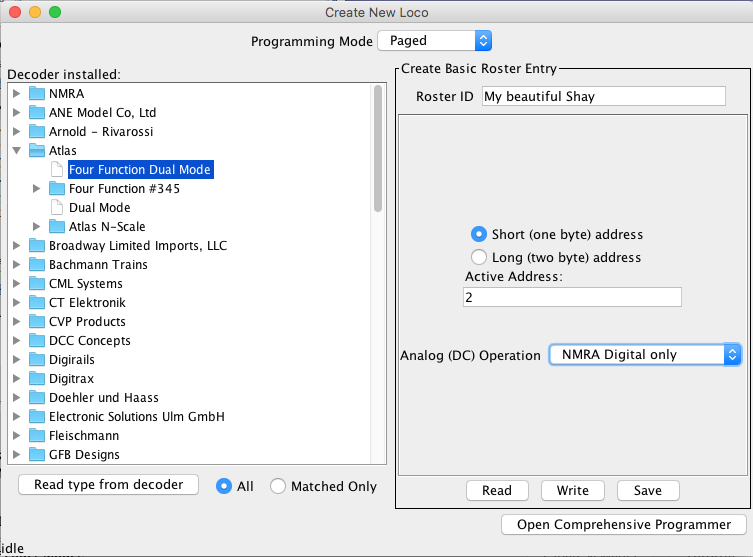 Create New Loco
Programming Mode Paged
Decoder installed:
NMRA
ANE Model Co, Ltd
Arnold - Rivarossi
Atlas
Four Function Dual Mode
Four Function #345
Dual Mode
Atlas N-Scale
Broadway Limited Imports, LLC
Bachmann Trains
CML Systems
CT Elektronik
CVP Products
DCC Concepts
Digirails
Digitrax
Doehler und Haass
Electronic Solutions Ulm GmbH
Fleischmann
GFB Designs
Read type from decoder All Matched Only
Create Basic Roster Entry
Roster ID My beautiful Shay
Short (one byte) address
Long (two byte) address
Active Address:
2
Analog (DC) Operation NMRA Digital only
Read Write Save
Open Comprehensive Programmer
idle